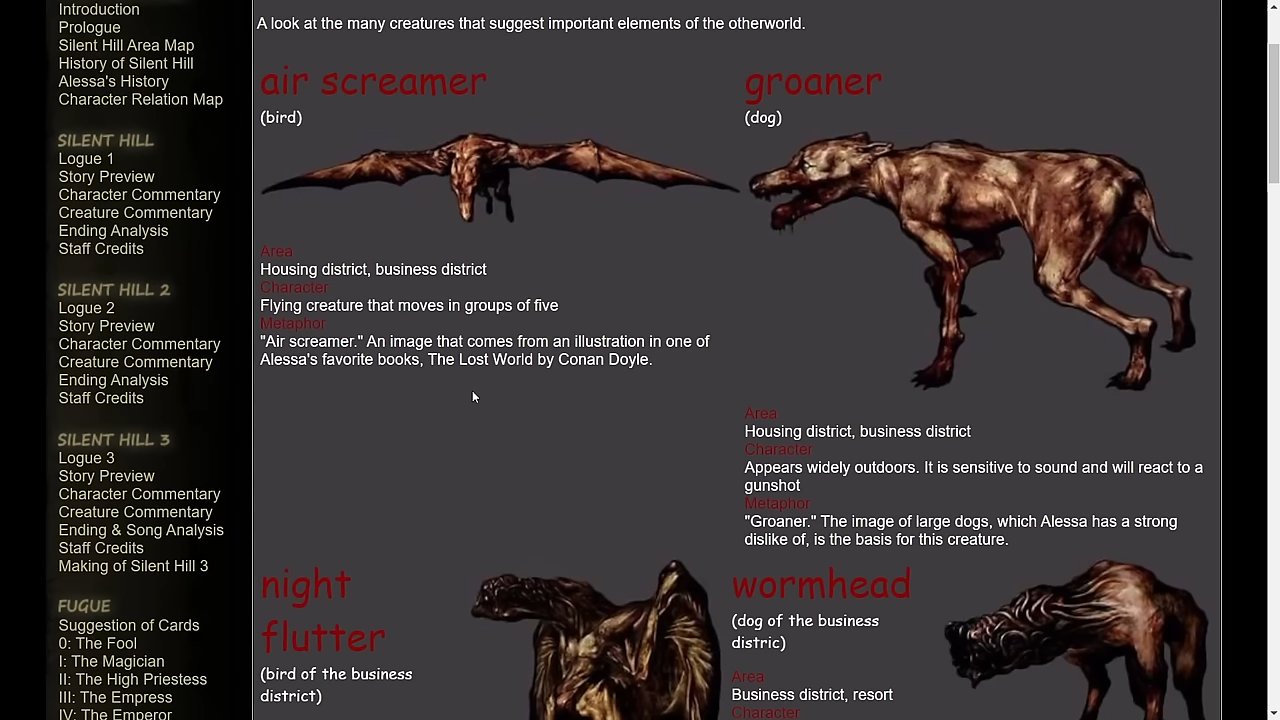 Introduction
Prologue
Silent Hill Area Map
History of Silent Hill
Alessa's History
Character Relation Map
SILENT HILL
Logue 1
Story Preview
Character Commentary
Creature Commentary
Ending Analysis
Staff Credits
SILENT HILL 2
Logue 2
Story Preview
Character Commentary
Creature Commentary
Ending Analysis
Staff Credits
SILENT HILL 3
Logue 3
Story Preview
Character Commentary
Creature Commentary
Ending & Song Analysis
Staff Credits
Making of Silent Hill 3
FUGUE
Suggestion of Cards
0: The Fool
I: The Magician
II: The High Priestess
III: The Empress
IV: The Emperor
A look at the many creatures that suggest important elements of the otherworld.
air screamer
(bird)
Area
Housing district, business district
Character
Flying creature that moves in groups of five
Metaphor
"Air screamer." An image that comes from an illustration in one of
Alessa's favorite books, The Lost World by Conan Doyle.
groaner
(dog)
Area
Housing district, business district
Character
Appears widely outdoors. It is sensitive to sound and will react to a
gunshot
Metaphor
"Groaner." The image of large dogs, which Alessa has a strong
dislike of, is the basis for this creature.
night
flutter
(bird of the business
district)
wormhead
(dog of the business
distric)
Area
Business district, resort
Character